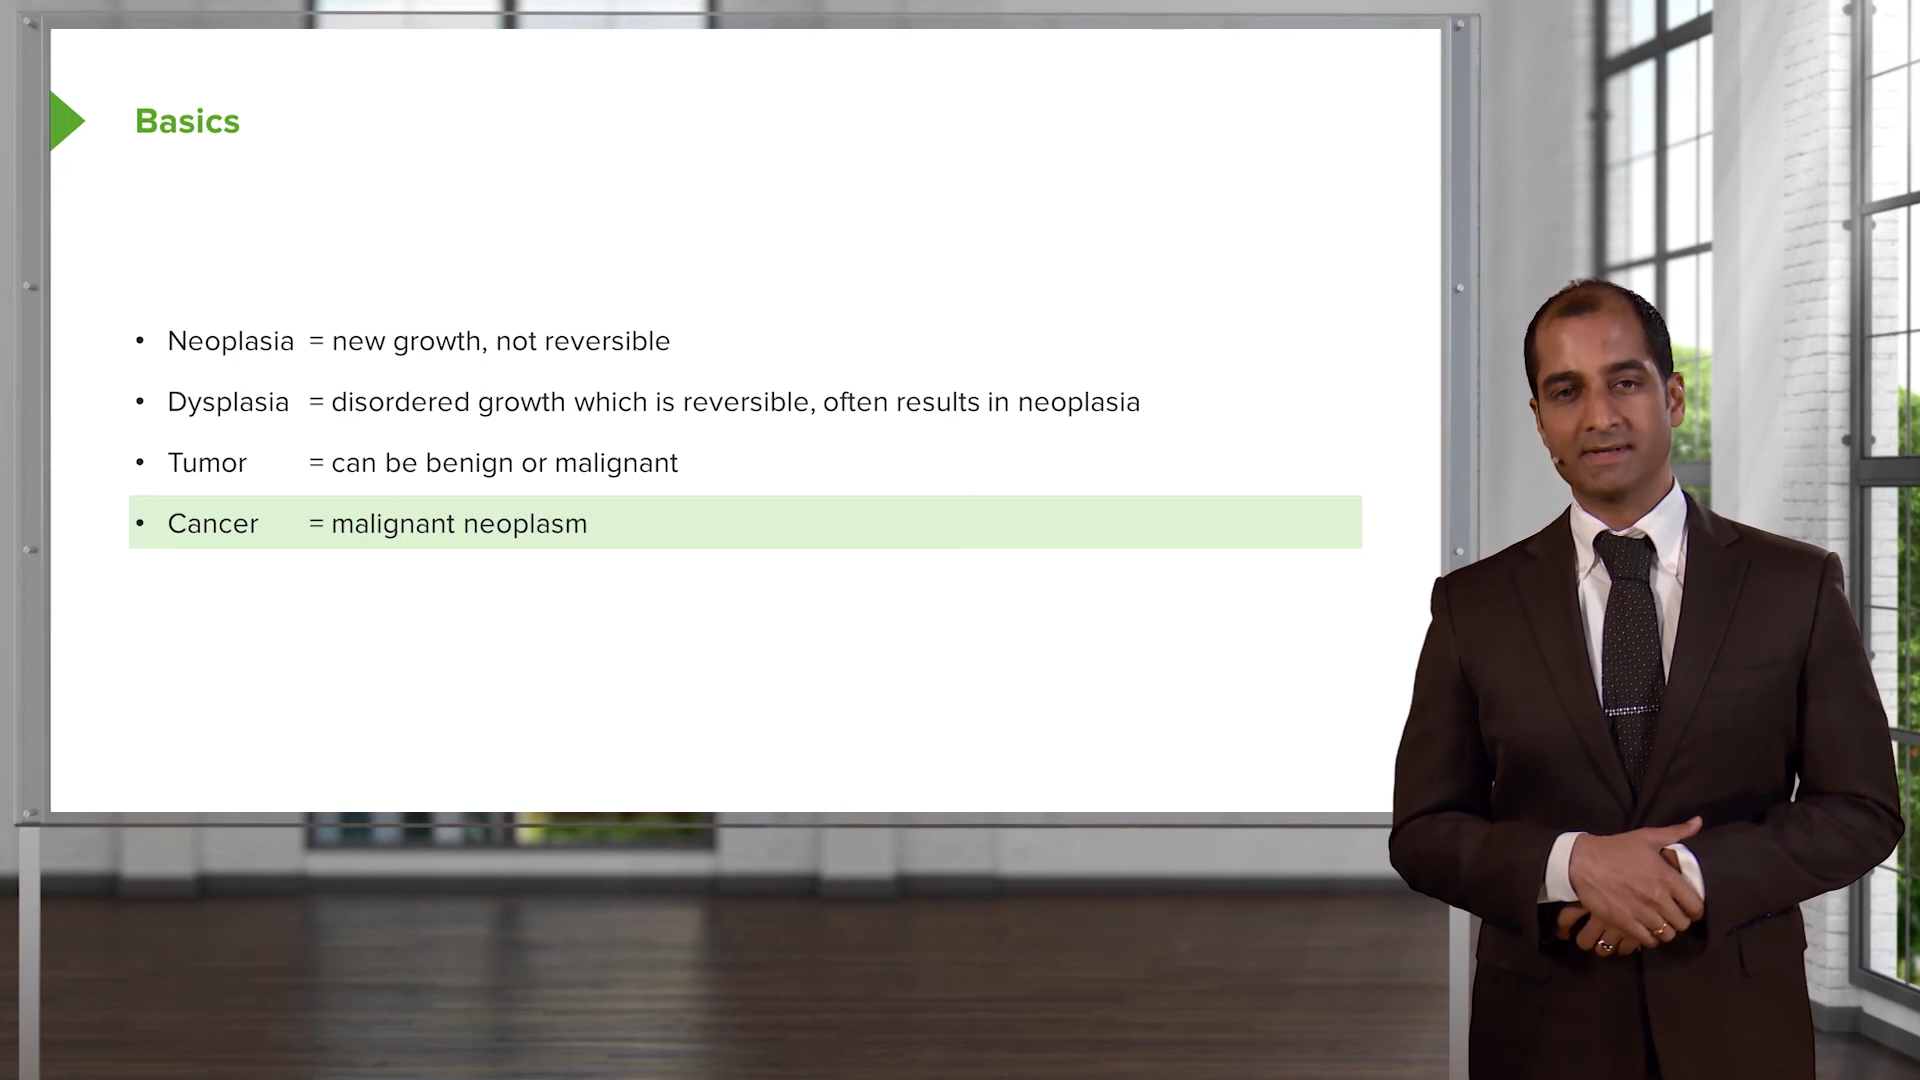 Basics
• Neoplasia = new growth, not reversible
• Dysplasia = disordered growth which is reversible, often results in neoplasia
• Tumor = can be benign or malignant
• Cancer = malignant neoplasm